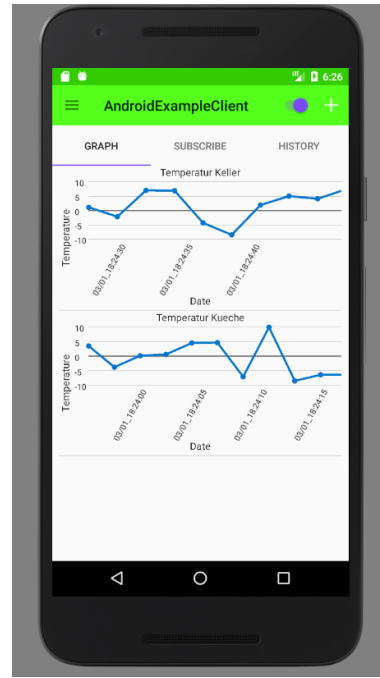 6:26
AndroidExampleClient
GRAPH SUBSCRIBE HISTORY
Temperatur Keller
10
5
0
-5
-10
Temperature
03/01_18:24:30 03/01_18:24:35 03/01_18:24:40
Date
Temperatur Kueche
10
5
0
-5
-10
Temperature
03/01_18:24:00 03/01_18:24:05 03/01_18:24:10 03/01_18:24:15
Date